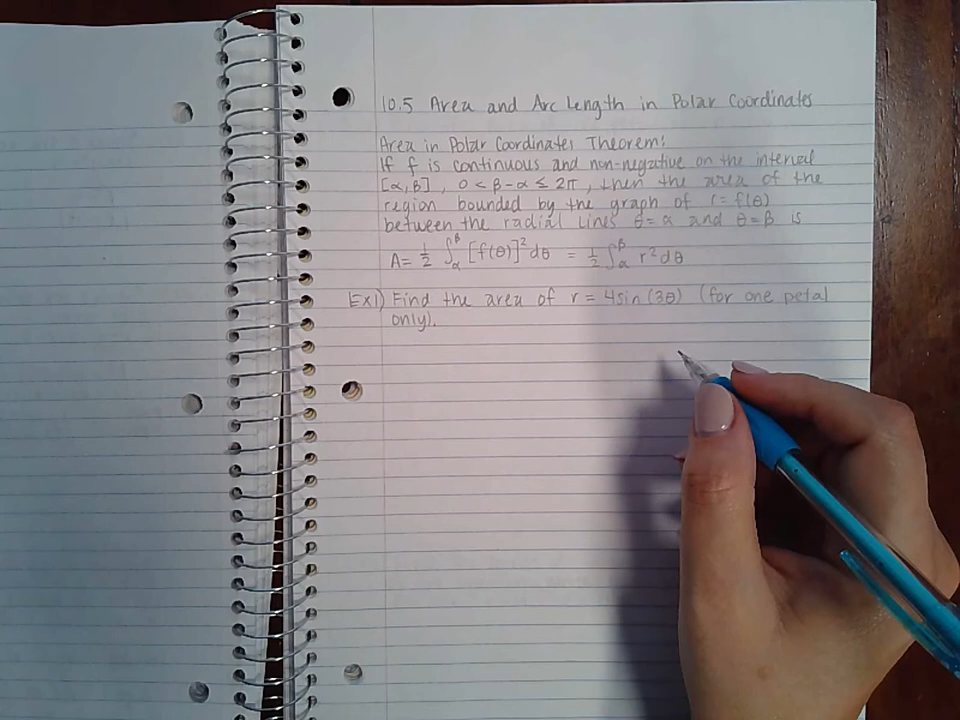 10.5 Area and Arc Length in Polar Coordinates
Area in Polar Coordinates Theorem:
If f is continuous and non-negative on the interval
[α, β], 0 < β - α ≤ 2π, then the area of the
region bounded by the graph of r = f(θ)
between the radial lines θ = α and θ = β is
A = 1/2 ∫_α^β [f(θ)]² dθ = 1/2 ∫_α^β r² dθ
Ex1) Find the area of r = 4sin(3θ) (for one petal
only).